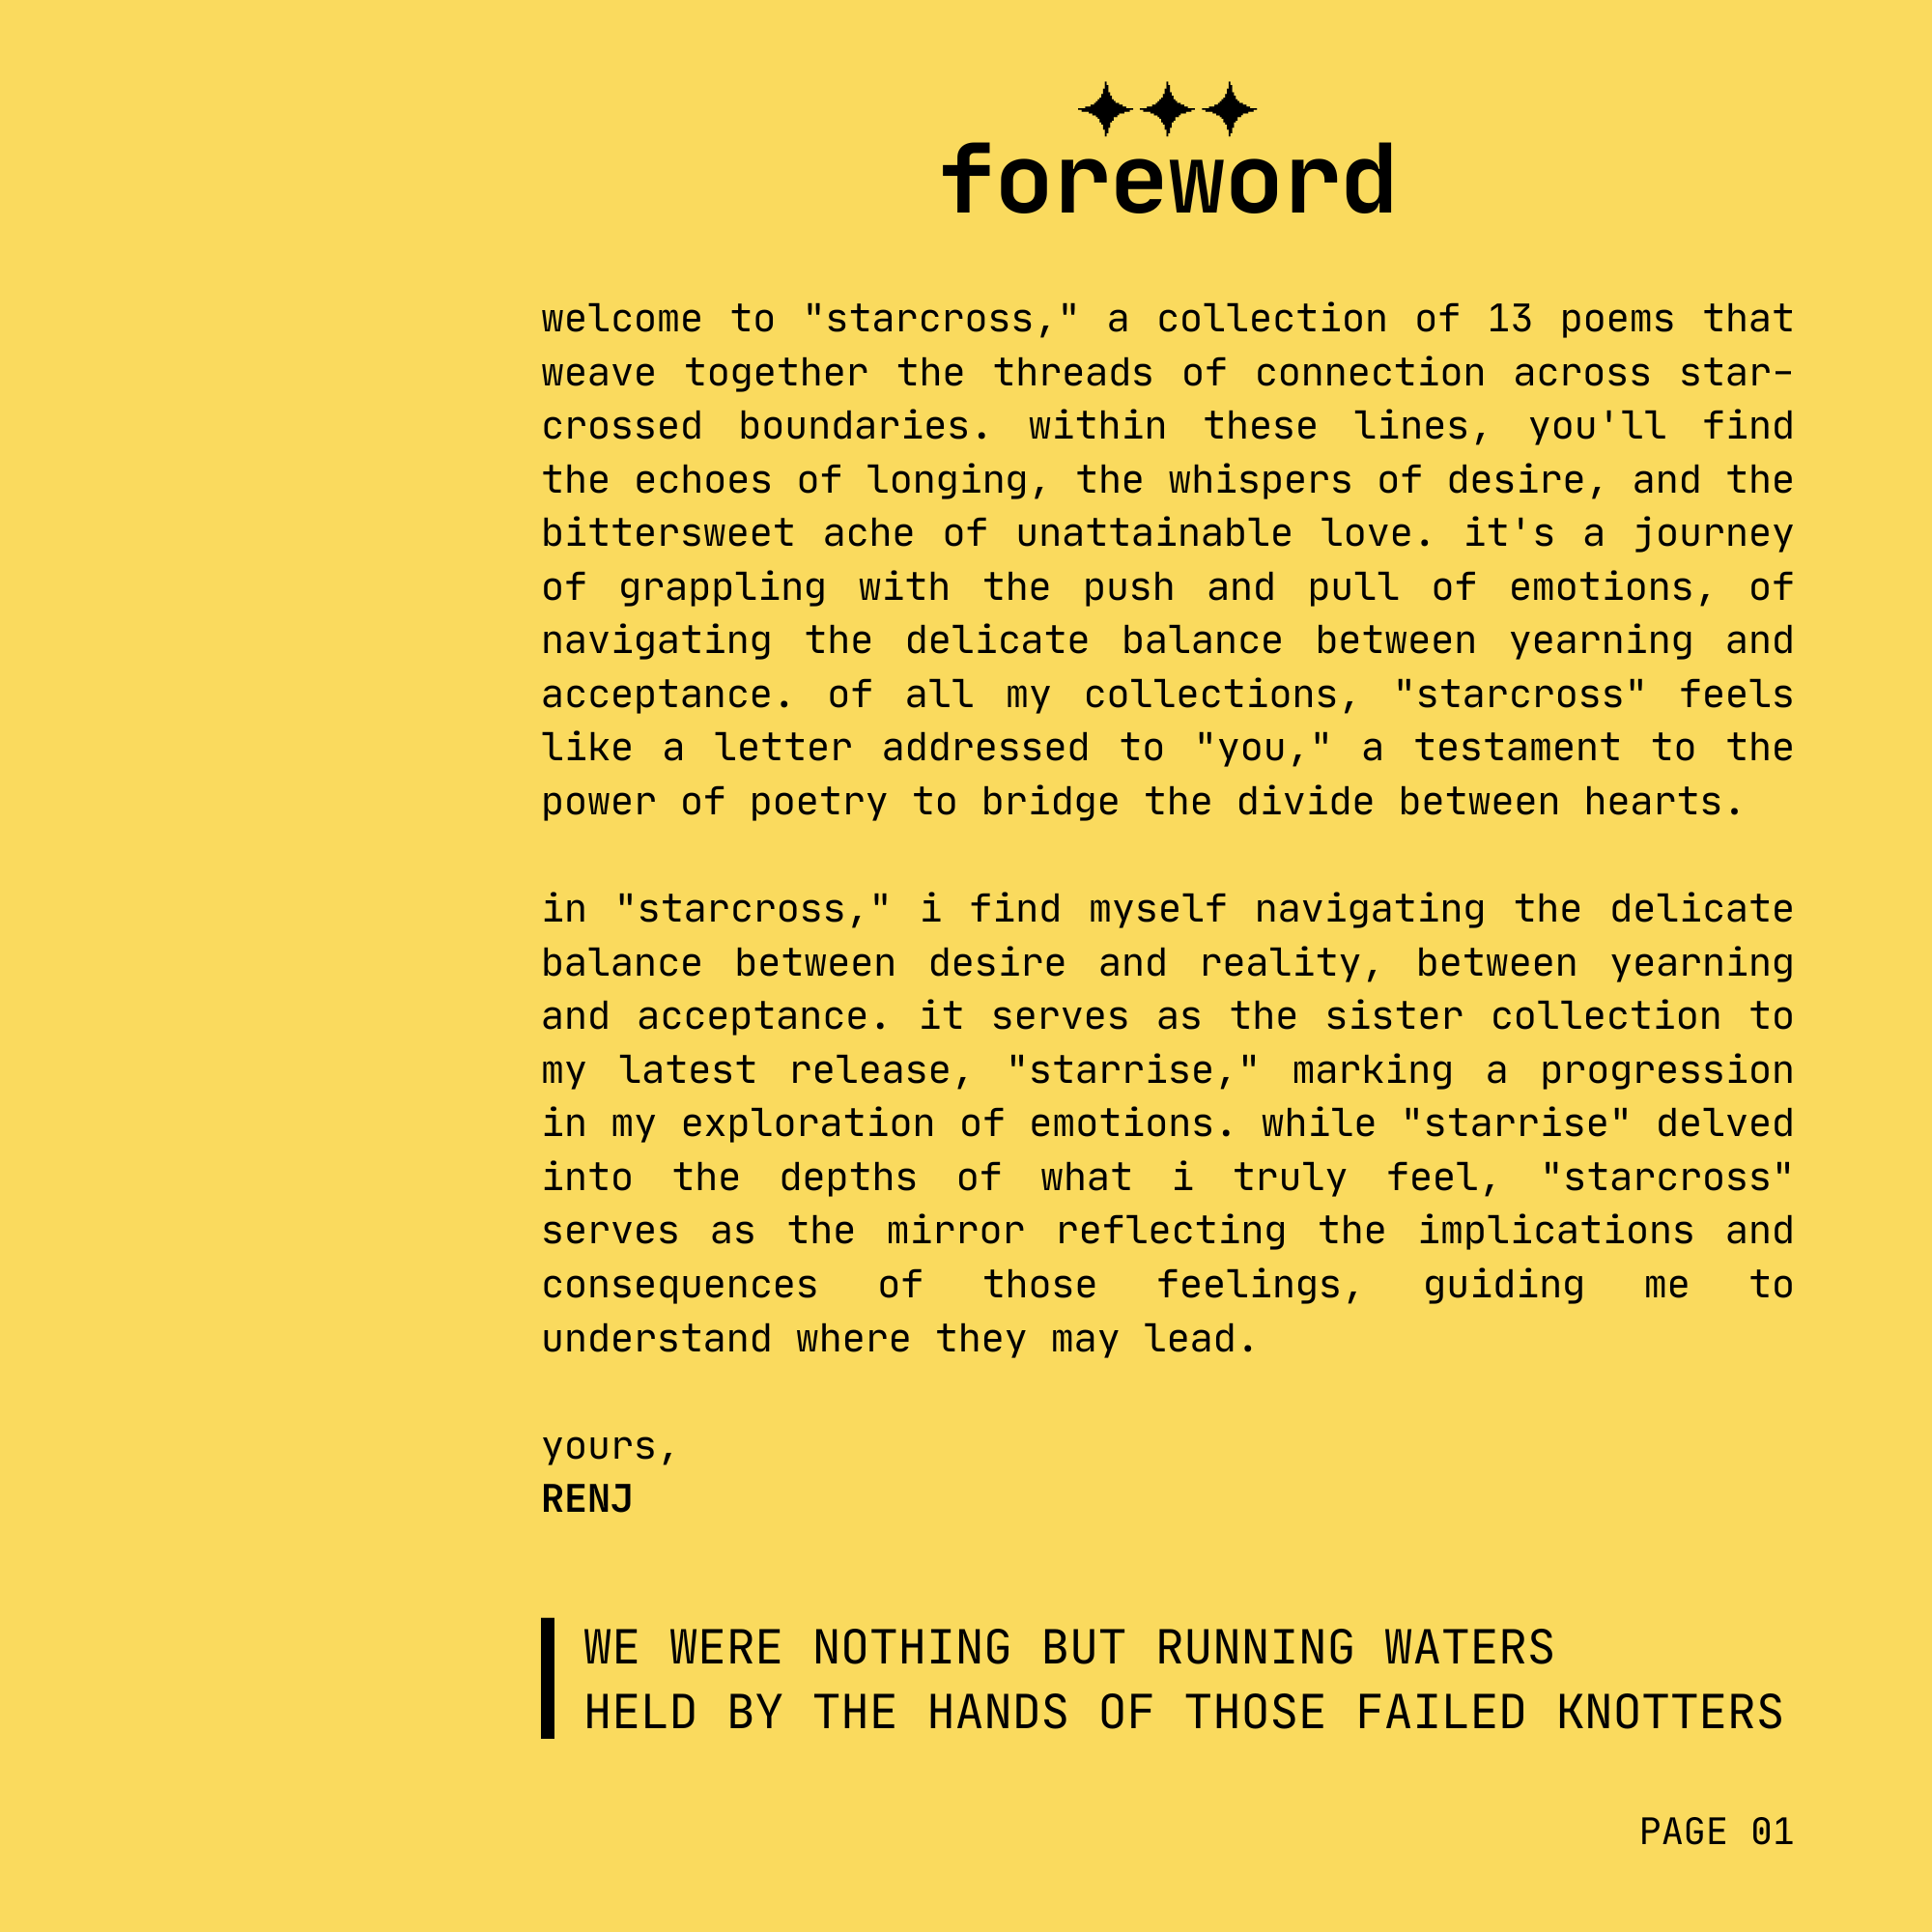 foreword
welcome to "starcross," a collection of 13 poems that
weave together the threads of connection across star-
crossed boundaries. within these lines, you'll find
the echoes of longing, the whispers of desire, and the
bittersweet ache of unattainable love. it's a journey
of grappling with the push and pull of emotions, of
navigating the delicate balance between yearning and
acceptance. of all my collections, "starcross" feels
like a letter addressed to "you," a testament to the
power of poetry to bridge the divide between hearts.
in "starcross," i find myself navigating the delicate
balance between desire and reality, between yearning
and acceptance. it serves as the sister collection to
my latest release, "starrise," marking a progression
in my exploration of emotions. while "starrise" delved
into the depths of what i truly feel, "starcross"
serves as the mirror reflecting the implications and
consequences of those feelings, guiding me to
understand where they may lead.
yours,
RENJ
WE WERE NOTHING BUT RUNNING WATERS
HELD BY THE HANDS OF THOSE FAILED KNOTTERS
PAGE 01